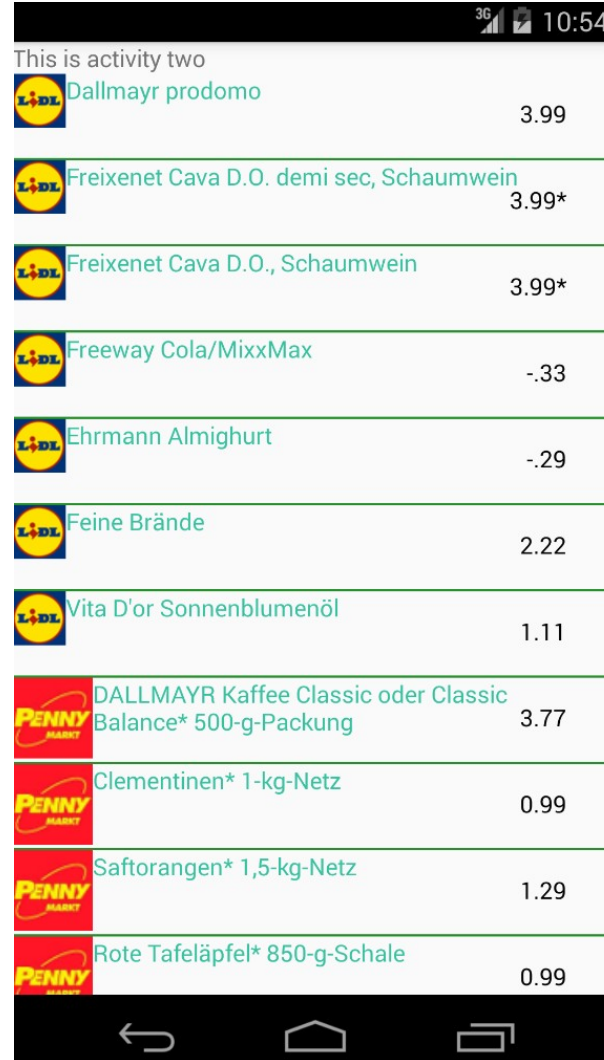 3G 10:54
This is activity two
LIDL Dallmayr prodomo
3.99
LIDL Freixenet Cava D.O. demi sec, Schaumwein
3.99*
LIDL Freixenet Cava D.O., Schaumwein
3.99*
LIDL Freeway Cola/MixxMax
-.33
LIDL Ehrmann Almighurt
-.29
LIDL Feine Brände
2.22
LIDL Vita D'or Sonnenblumenöl
1.11
DALLMAYR Kaffee Classic oder Classic
PENNY Balance* 500-g-Packung 3.77
MARKT
Clementinen* 1-kg-Netz
PENNY 0.99
MARKT
Saftorangen* 1,5-kg-Netz
PENNY 1.29
MARKT
Rote Tafeläpfel* 850-g-Schale
PENNY 0.99